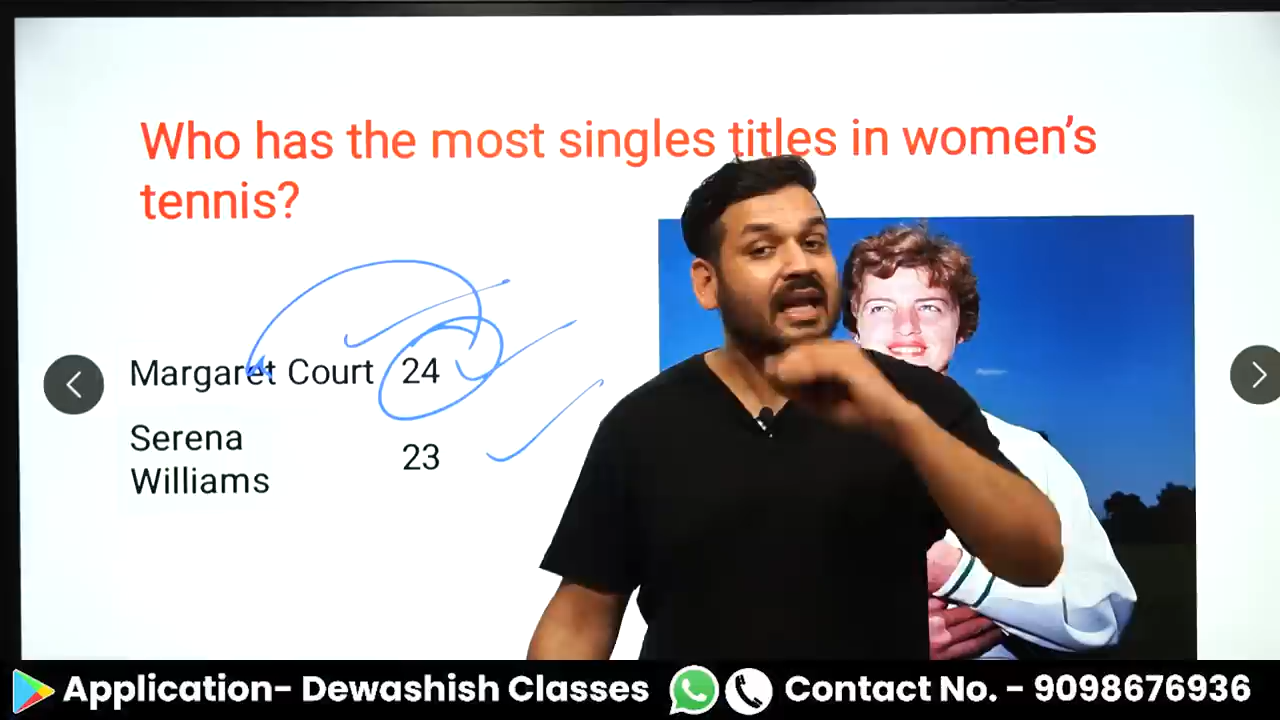 Who has the most singles titles in women’s
tennis?
Margaret Court 24
Serena
Williams 23
Application- Dewashish Classes Contact No. - 9098676936